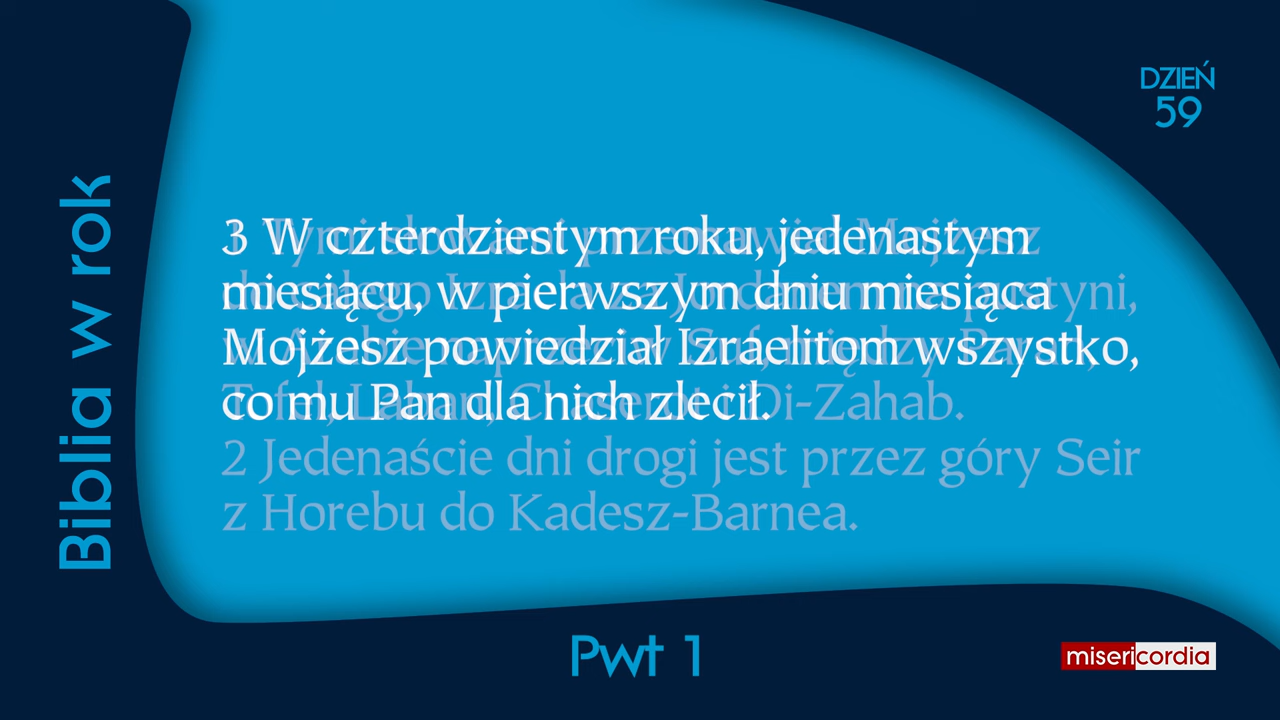 DZIEŃ
59
Biblia w rok
3 W czterdziestym roku, jedenastym
miesiącu, w pierwszym dniu miesiąca
Mojżesz powiedział Izraelitom wszystko,
co mu Pan dla nich zlecił.
Di-Zahab.
2 Jedenaście dni drogi jest przez góry Seir
z Horebu do Kadesz-Barnea.
Pwt 1
misericordia